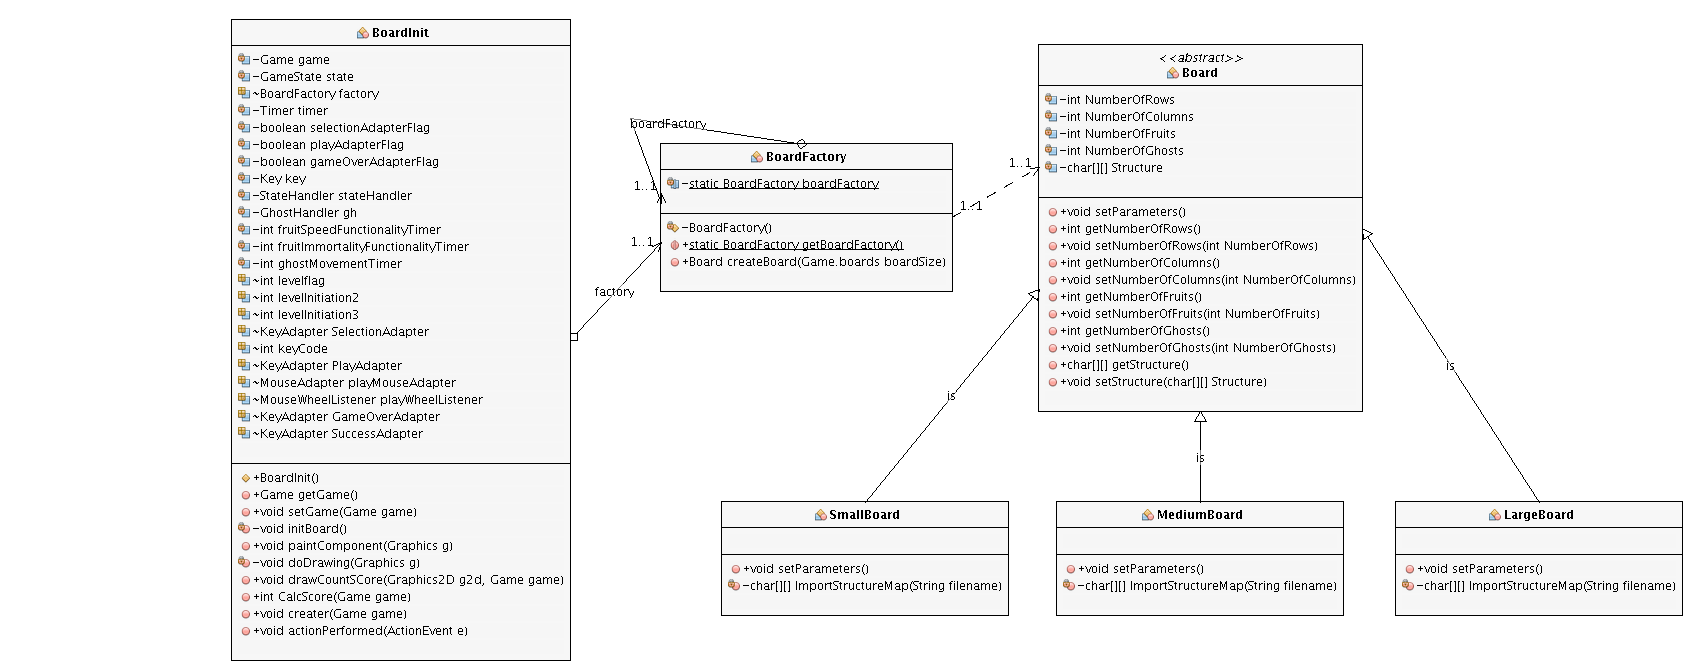 BoardInit
-Game game
-GameState state
~BoardFactory factory
-Timer timer
-boolean selectionAdapterFlag
-boolean playAdapterFlag
-boolean gameOverAdapterFlag
-Key key
-StateHandler stateHandler
-GhostHandler gh
-int fruitSpeedFunctionalityTimer
-int fruitImmortalityFunctionalityTimer
-int ghostMovementTimer
~int levelflag
~int levelInitiation2
~int levelInitiation3
~KeyAdapter SelectionAdapter
~int keyCode
~KeyAdapter PlayAdapter
~MouseAdapter playMouseAdapter
~MouseWheelListener playWheelListener
~KeyAdapter GameOverAdapter
~KeyAdapter SuccessAdapter
+BoardInit()
+Game getGame()
+void setGame(Game game)
-void initBoard()
+void paintComponent(Graphics g)
-void doDrawing(Graphics g)
+void drawCountSCore(Graphics2D g2d, Game game)
+int CalcScore(Game game)
+void creater(Game game)
+void actionPerformed(ActionEvent e)
factory
1..1
boardFactory
1..1
BoardFactory
-static BoardFactory boardFactory
-BoardFactory()
+static BoardFactory getBoardFactory()
+Board createBoard(Game.boards boardSize)
1..1
1..1
<<abstract>>
Board
-int NumberOfRows
-int NumberOfColumns
-int NumberOfFruits
-int NumberOfGhosts
-char[][] Structure
+void setParameters()
+int getNumberOfRows()
+void setNumberOfRows(int NumberOfRows)
+int getNumberOfColumns()
+void setNumberOfColumns(int NumberOfColumns)
+int getNumberOfFruits()
+void setNumberOfFruits(int NumberOfFruits)
+int getNumberOfGhosts()
+void setNumberOfGhosts(int NumberOfGhosts)
+char[][] getStructure()
+void setStructure(char[][] Structure)
is
is
is
SmallBoard
+void setParameters()
-char[][] ImportStructureMap(String filename)
MediumBoard
+void setParameters()
-char[][] ImportStructureMap(String filename)
LargeBoard
+void setParameters()
-char[][] ImportStructureMap(String filename)